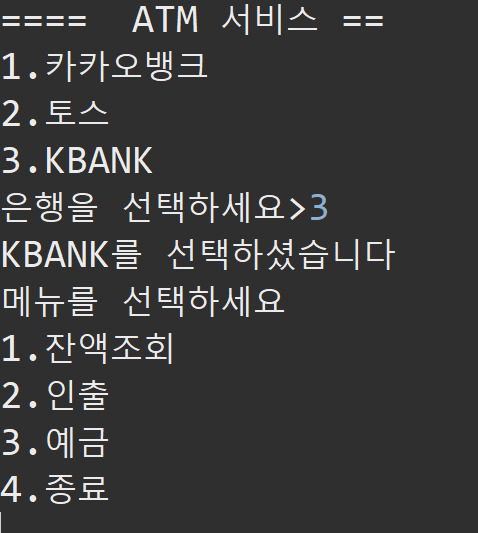 ====  ATM 서비스 ==
1.카카오뱅크
2.토스
3.KBANK
은행을 선택하세요>3
KBANK를 선택하셨습니다
메뉴를 선택하세요
1.잔액조회
2.인출
3.예금
4.종료